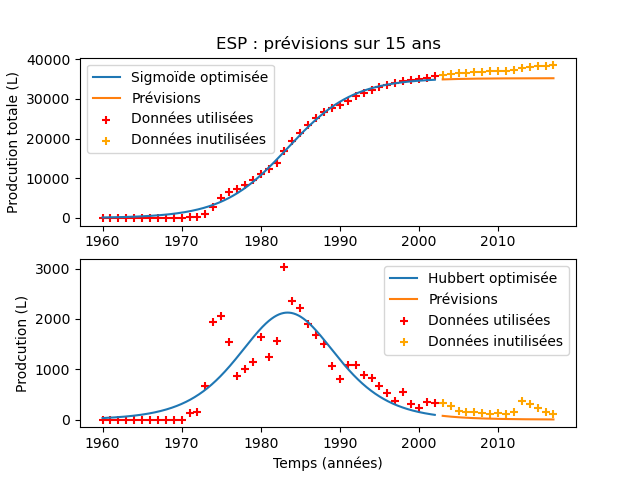 ESP : prévisions sur 15 ans
Prodcution totale (L)
40000
30000
20000
10000
0
Sigmoïde optimisée
Prévisions
Données utilisées
Données inutilisées
1960 1970 1980 1990 2000 2010
Prodcution (L)
3000
2000
1000
0
Hubbert optimisée
Prévisions
Données utilisées
Données inutilisées
1960 1970 1980 1990 2000 2010
Temps (années)